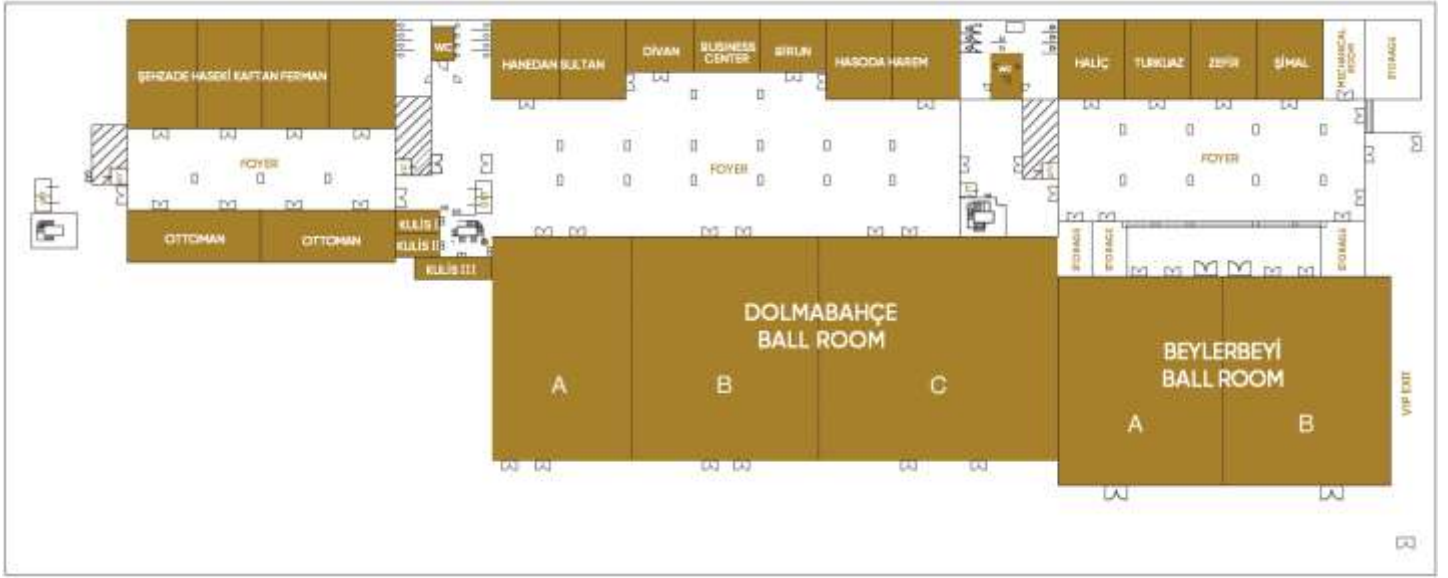 ŞEHZADE HASEKİ KAFTAN FERMAN
WC
HANEDAN SULTAN
DİVAN
BUSINESS
CENTER
BİRUN
HASODA HAREM
WC
HALİÇ
TURKUAZ
ZEFİR
ŞİMAL
MECHANICAL
ROOM
STORAGE
FOYER
FOYER
FOYER
OTTOMAN
OTTOMAN
KULİS I
KULİS II
KULİS III
STORAGE
STORAGE
STORAGE
DOLMABAHÇE
BALL ROOM
A
B
C
BEYLERBEYİ
BALL ROOM
A
B
VIP EXIT